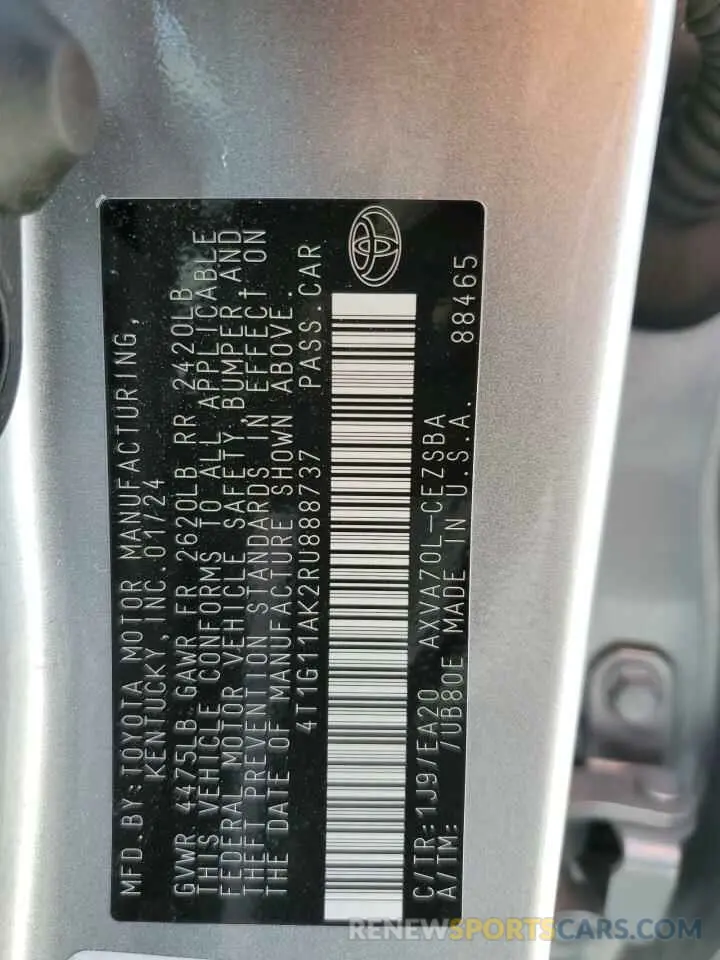 MFD. BY: TOYOTA MOTOR MANUFACTURING,
KENTUCKY, INC. 01/24
GVWR 4475LB GAWR FR 2620LB RR 2420LB
THIS VEHICLE CONFORMS TO ALL APPLICABLE
FEDERAL MOTOR VEHICLE SAFETY, BUMPER, AND
THEFT PREVENTION STANDARDS IN EFFECT ON
THE DATE OF MANUFACTURE SHOWN ABOVE.
4T1G11AK2RU888737 PASS. CAR
C/TR: 1J9/EA20 AXVA70L-CEZSBA
A/TM: /UB80E MADE IN U.S.A. 88465
RENEWSPORTSCARS.COM